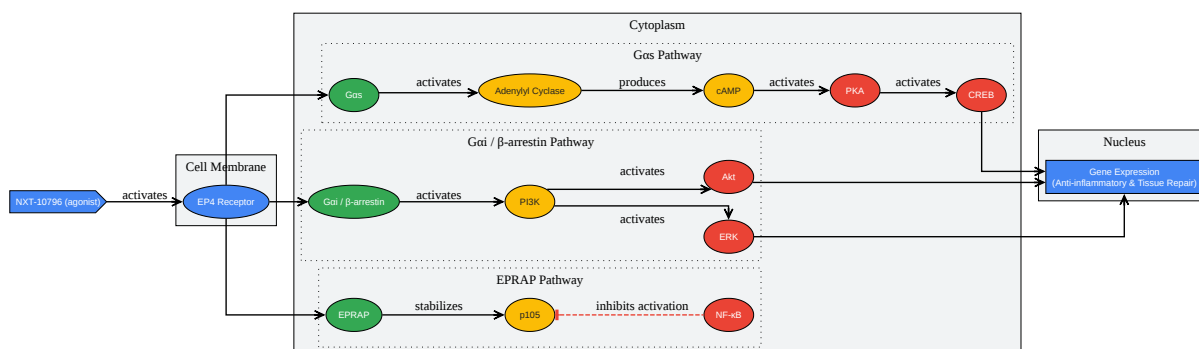 Cytoplasm
Gαs Pathway
Gαs
activates
Adenylyl Cyclase
produces
cAMP
activates
PKA
activates
CREB
Gαi / β-arrestin Pathway
Nucleus
Cell Membrane
NXT-10796 (agonist)
activates
EP4 Receptor
Gαi / β-arrestin
activates
PI3K
activates
Akt
activates
ERK
Gene Expression
(Anti-inflammatory & Tissue Repair)
EPRAP Pathway
EPRAP
stabilizes
p105
inhibits activation
NF-κB